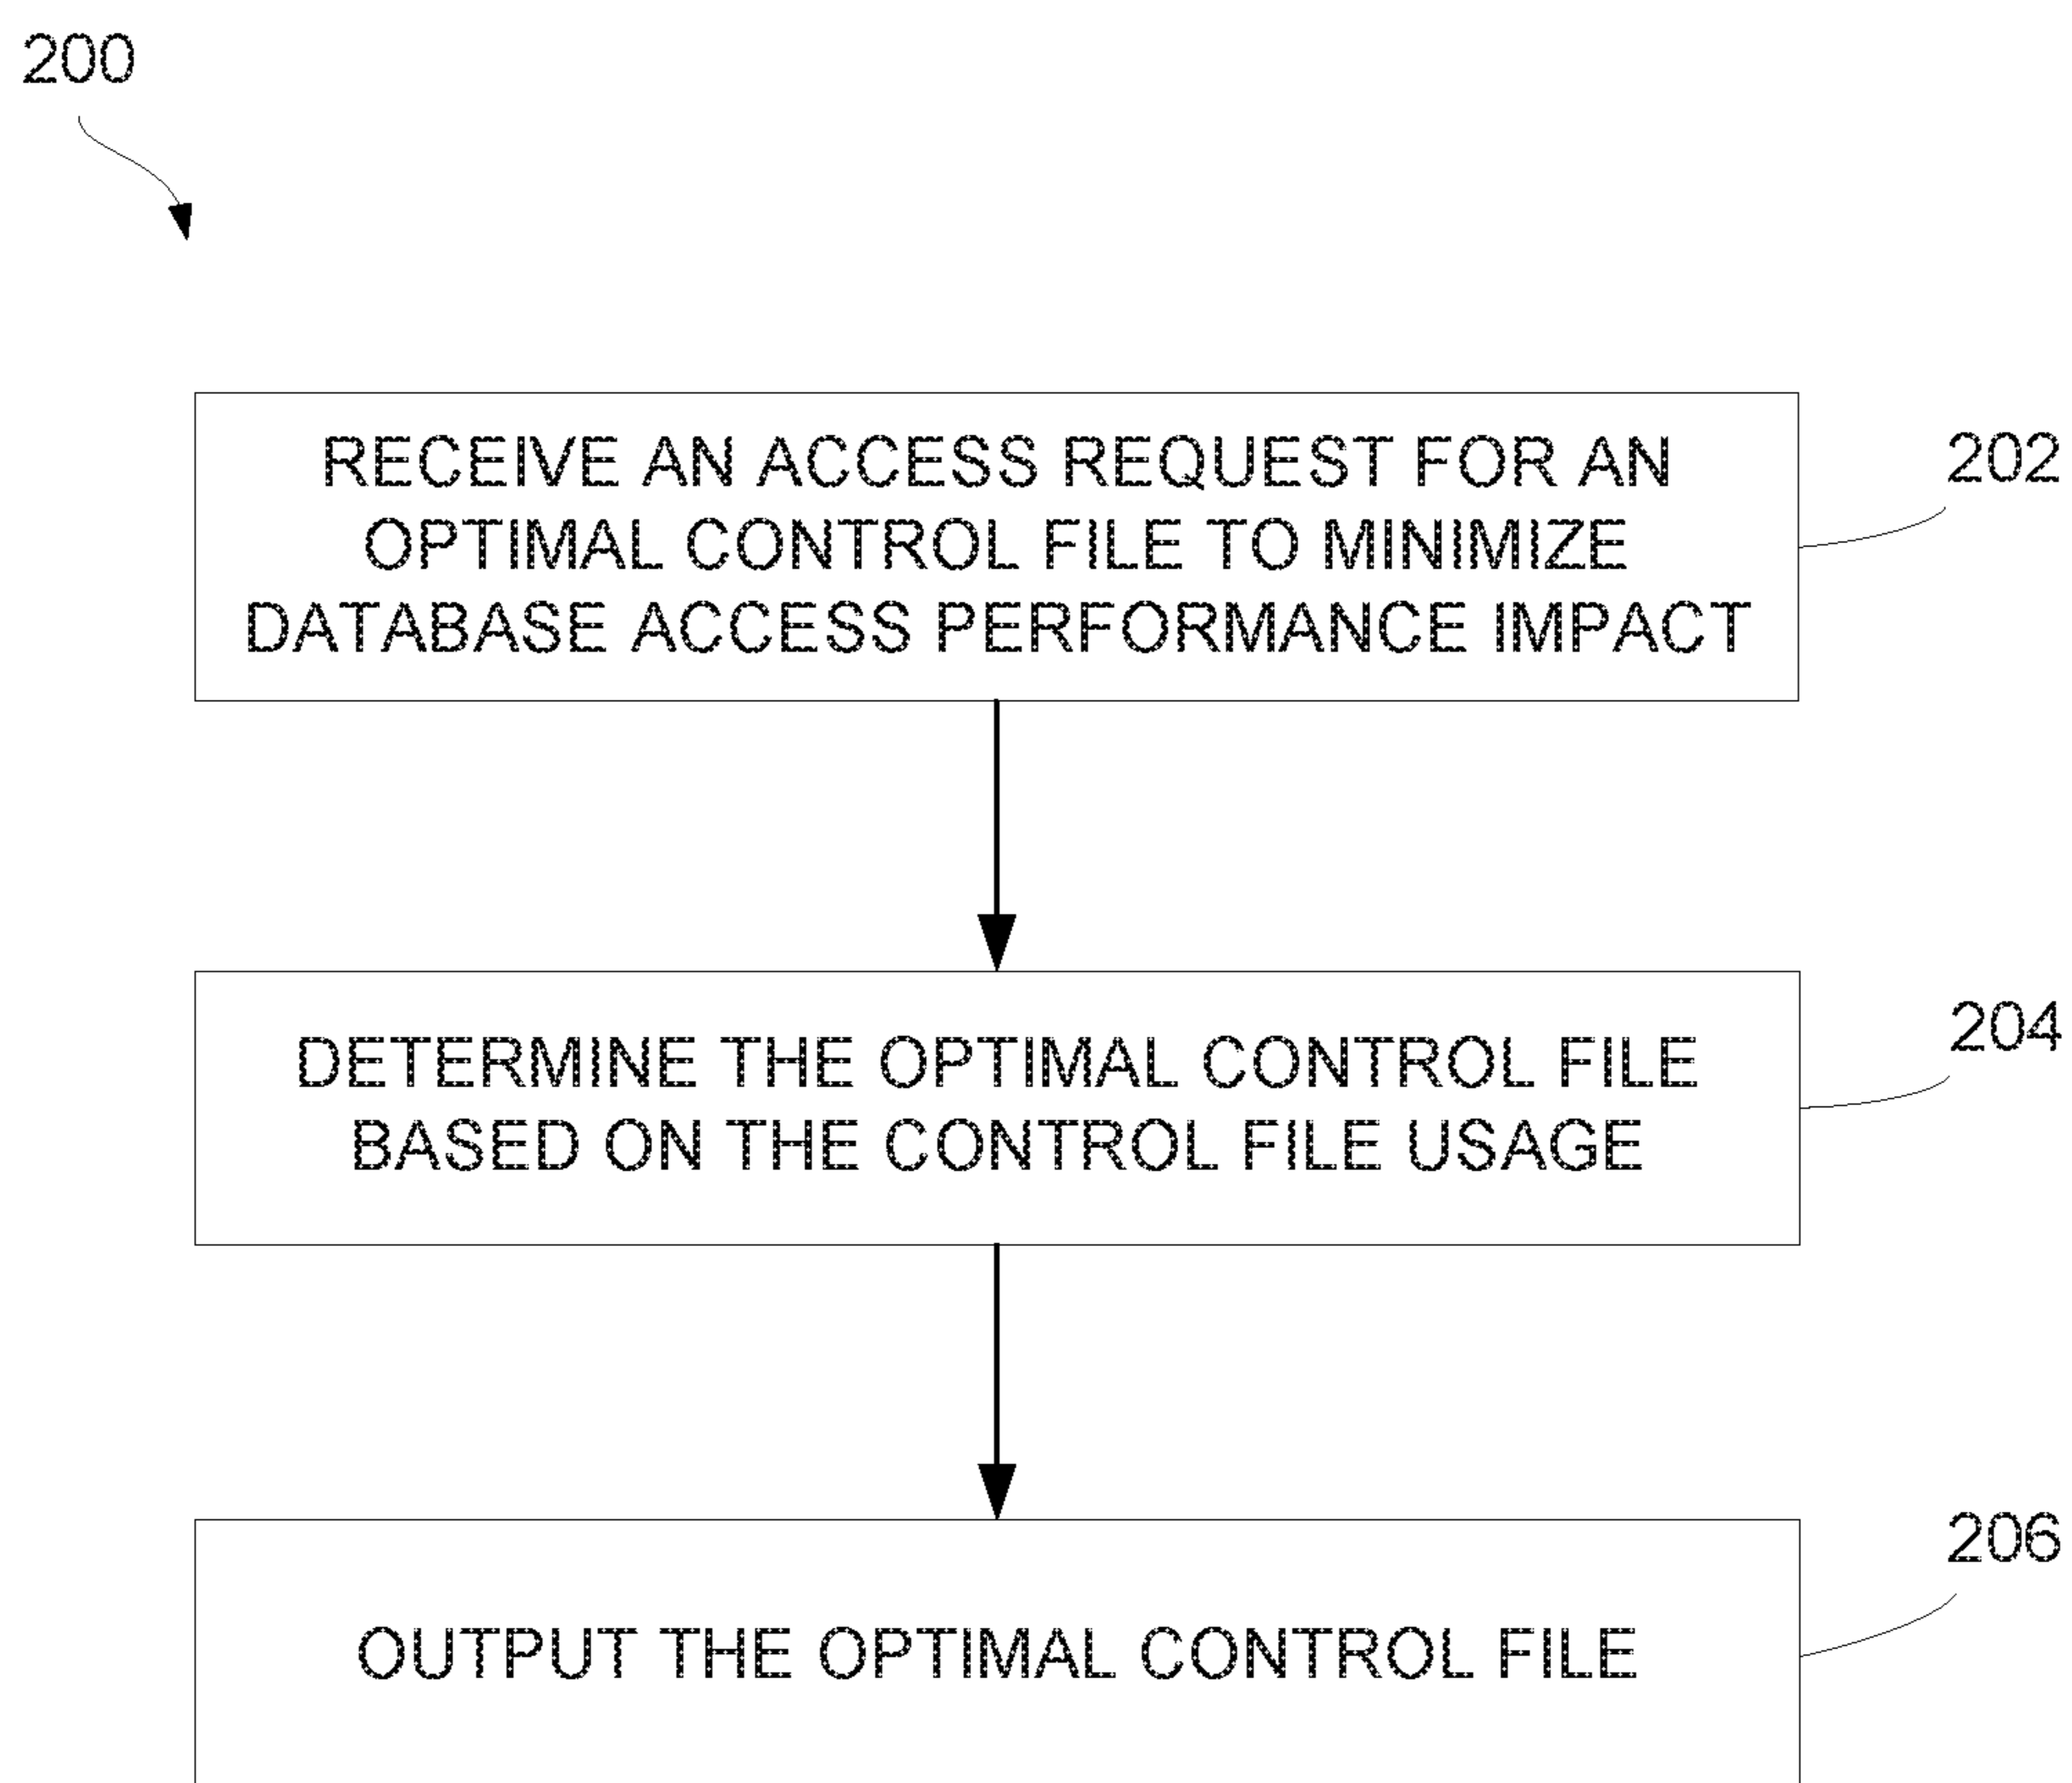 200
RECEIVE AN ACCESS REQUEST FOR AN
OPTIMAL CONTROL FILE TO MINIMIZE
DATABASE ACCESS PERFORMANCE IMPACT
202
DETERMINE THE OPTIMAL CONTROL FILE
BASED ON THE CONTROL FILE USAGE
204
OUTPUT THE OPTIMAL CONTROL FILE
206